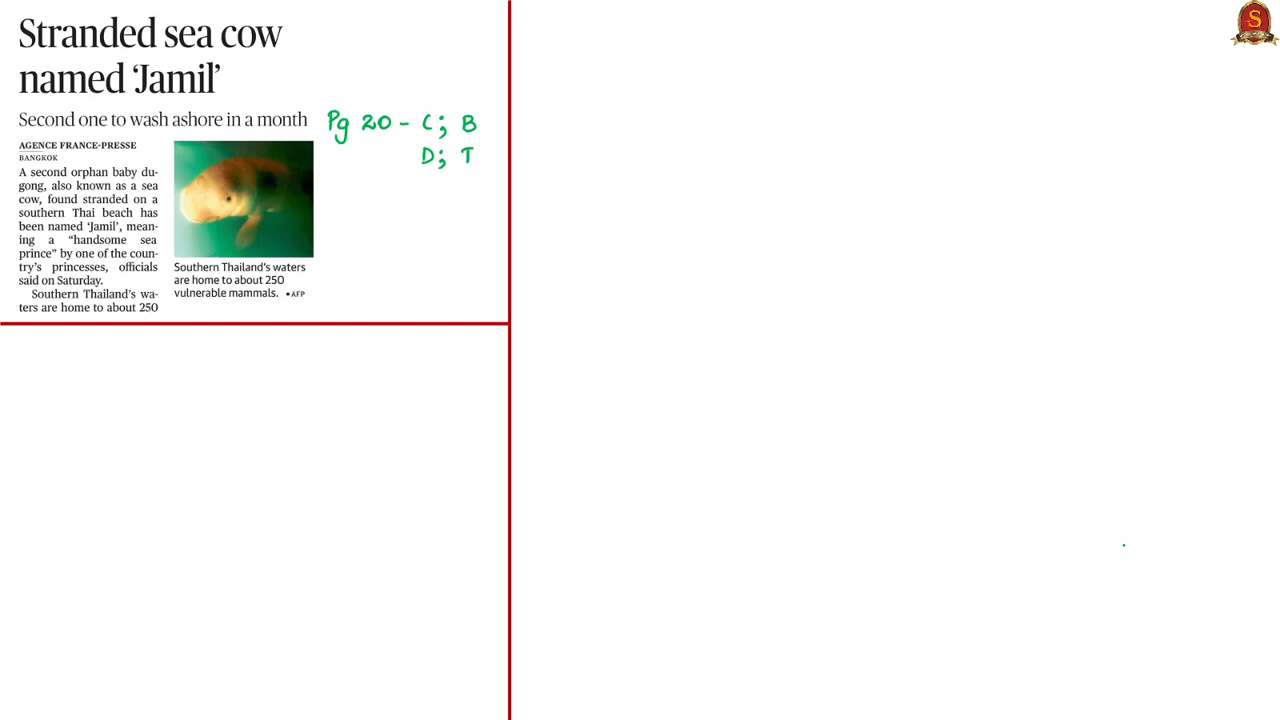 Stranded sea cow
named ‘Jamil’
Second one to wash ashore in a month
Pg 20 - C; B
D; T
AGENCE FRANCE-PRESSE
BANGKOK
A second orphan baby du-
gong, also known as a sea
cow, found stranded on a
southern Thai beach has
been named ‘Jamil’, mean-
ing a “handsome sea
prince” by one of the coun-
try’s princesses, officials
said on Saturday.
Southern Thailand’s wa-
ters are home to about 250
Southern Thailand’s waters
are home to about 250
vulnerable mammals. ▪ AFP
S